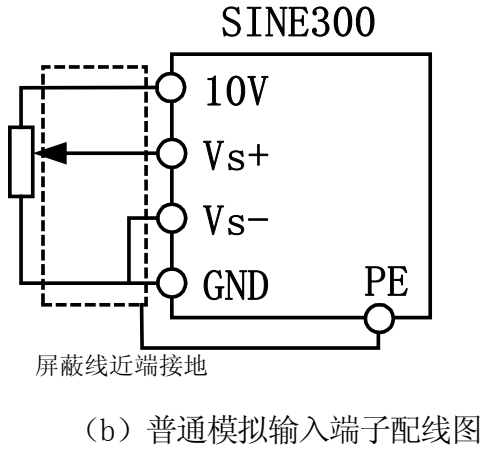 SINE300
10V
Vs+
Vs-
GND
PE
屏蔽线近端接地
（b）普通模拟输入端子配线图